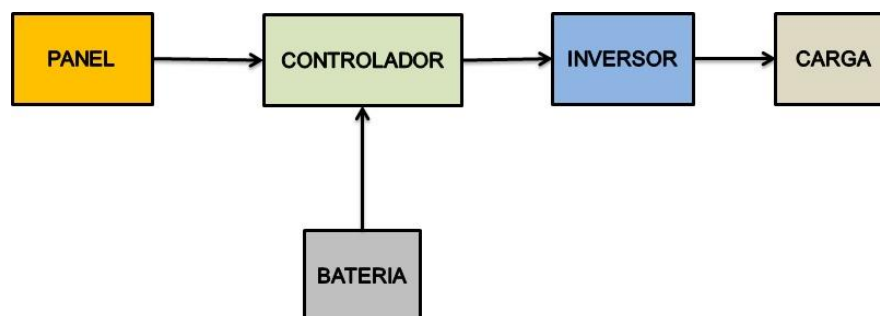 PANEL
CONTROLADOR
INVERSOR
CARGA
BATERIA